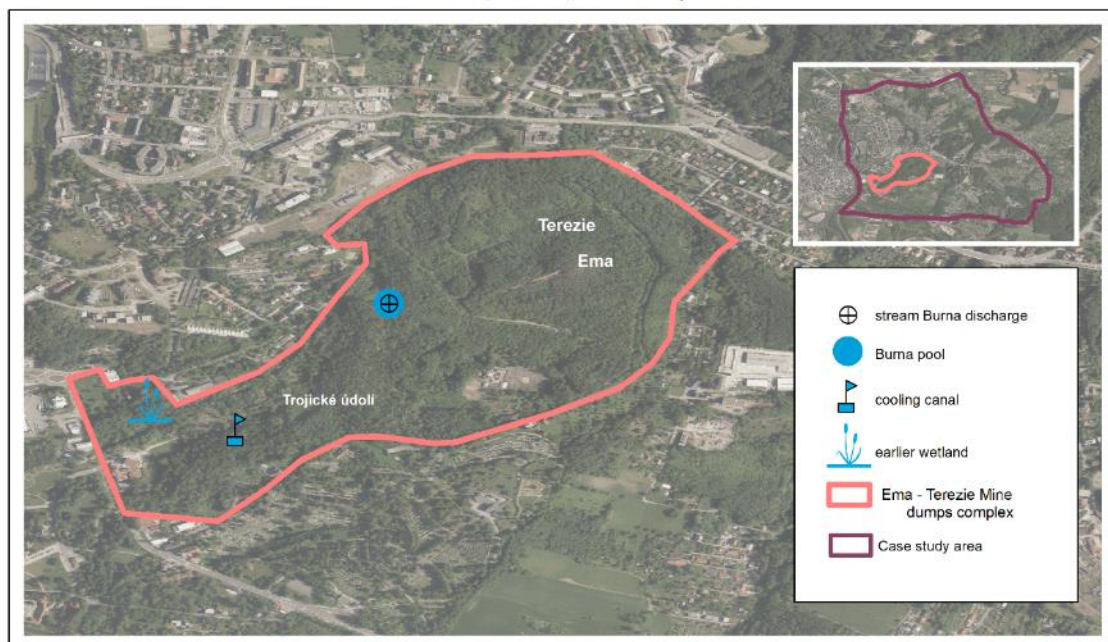 Terezie
Ema
Trojické údolí
stream Burna discharge
Burna pool
cooling canal
earlier wetland
Ema - Terezie Mine
dumps complex
Case study area